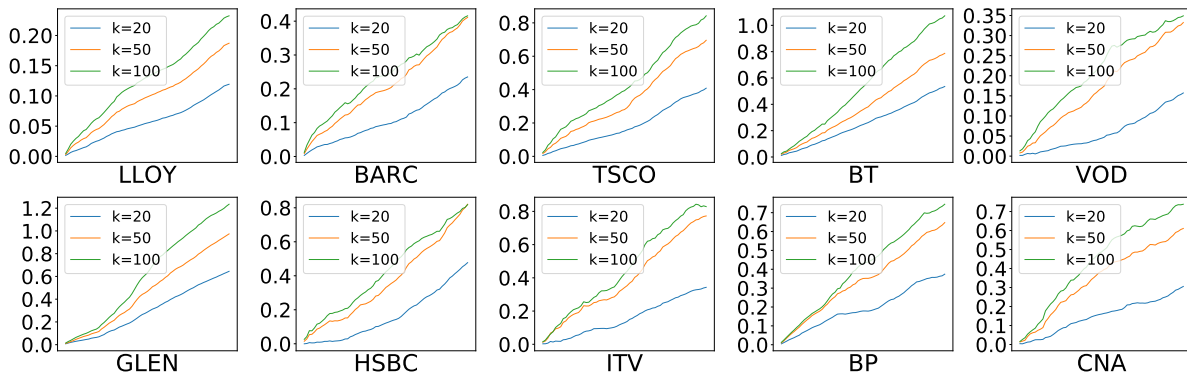 0.20
0.15
0.10
0.05
0.00
k=20
k=50
k=100
LLOY
0.4
0.3
0.2
0.1
0.0
k=20
k=50
k=100
BARC
0.8
0.6
0.4
0.2
0.0
k=20
k=50
k=100
TSCO
1.0
0.8
0.6
0.4
0.2
0.0
k=20
k=50
k=100
BT
0.35
0.30
0.25
0.20
0.15
0.10
0.05
0.00
k=20
k=50
k=100
VOD
1.2
1.0
0.8
0.6
0.4
0.2
0.0
k=20
k=50
k=100
GLEN
0.8
0.6
0.4
0.2
0.0
k=20
k=50
k=100
HSBC
0.8
0.6
0.4
0.2
0.0
k=20
k=50
k=100
ITV
0.7
0.6
0.5
0.4
0.3
0.2
0.1
0.0
k=20
k=50
k=100
BP
0.7
0.6
0.5
0.4
0.3
0.2
0.1
0.0
k=20
k=50
k=100
CNA